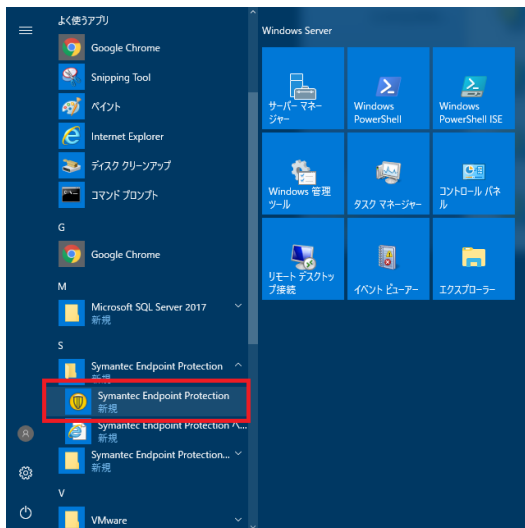 よく使うアプリ
Google Chrome
Snipping Tool
ペイント
Internet Explorer
ディスク クリーンアップ
コマンド プロンプト
G
Google Chrome
M
Microsoft SQL Server 2017
新規
S
Symantec Endpoint Protection
新規
Symantec Endpoint Protection
新規
Symantec Endpoint Protection ヘ...
新規
Symantec Endpoint Protection...
新規
V
VMware
Windows Server
サーバー マネー
ジャー
Windows
PowerShell
Windows
PowerShell ISE
Windows 管理
ツール
タスク マネージャー
コントロール パネ
ル
リモート デスクトッ
プ接続
イベント ビューアー
エクスプローラー